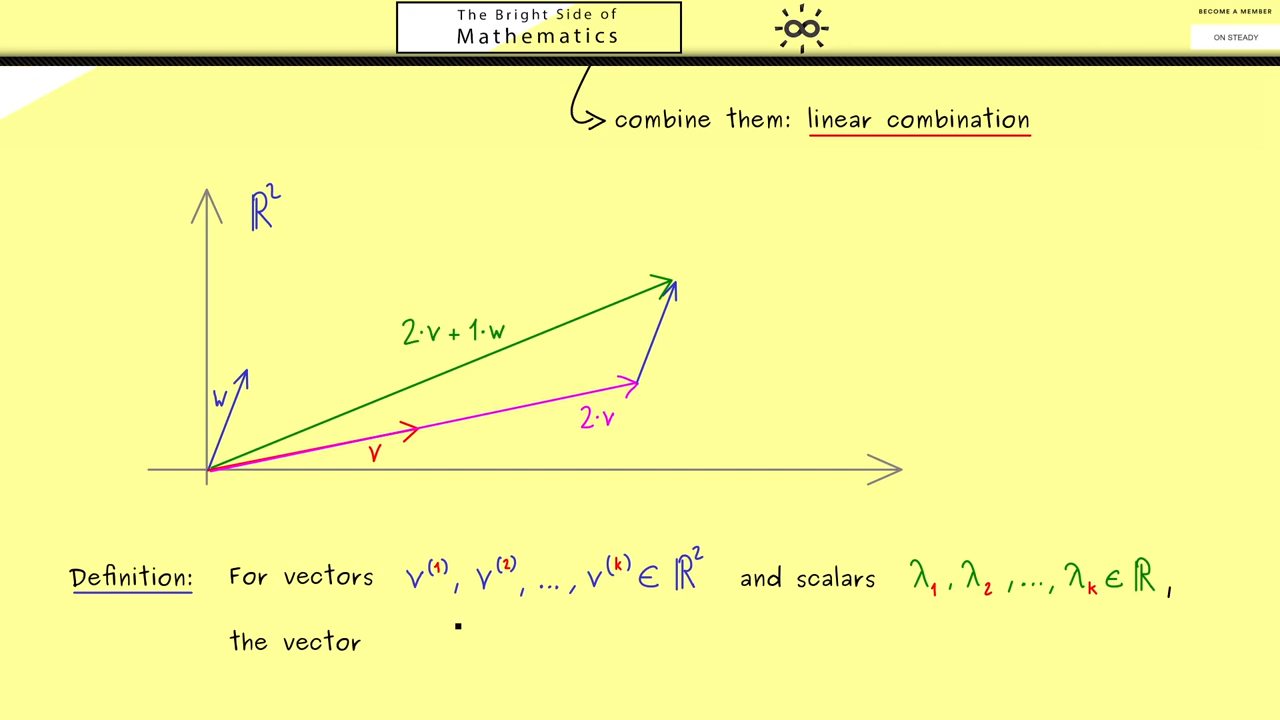 The Bright Side of
Mathematics
BECOME A MEMBER
ON STEADY
combine them: linear combination
ℝ²
2·v + 1·w
w
2·v
v
Definition: For vectors v⁽¹⁾, v⁽²⁾, ..., v⁽ᵏ⁾ ∈ ℝ² and scalars λ₁, λ₂, ..., λₖ ∈ ℝ,
the vector